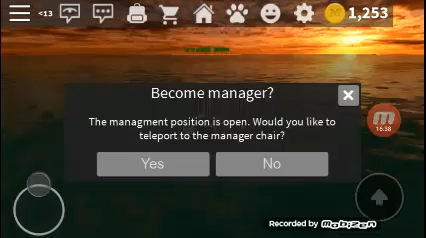 <13
1,253
Become manager?
The managment position is open. Would you like to
teleport to the manager chair?
Yes
No
16:38
Recorded by mobizen